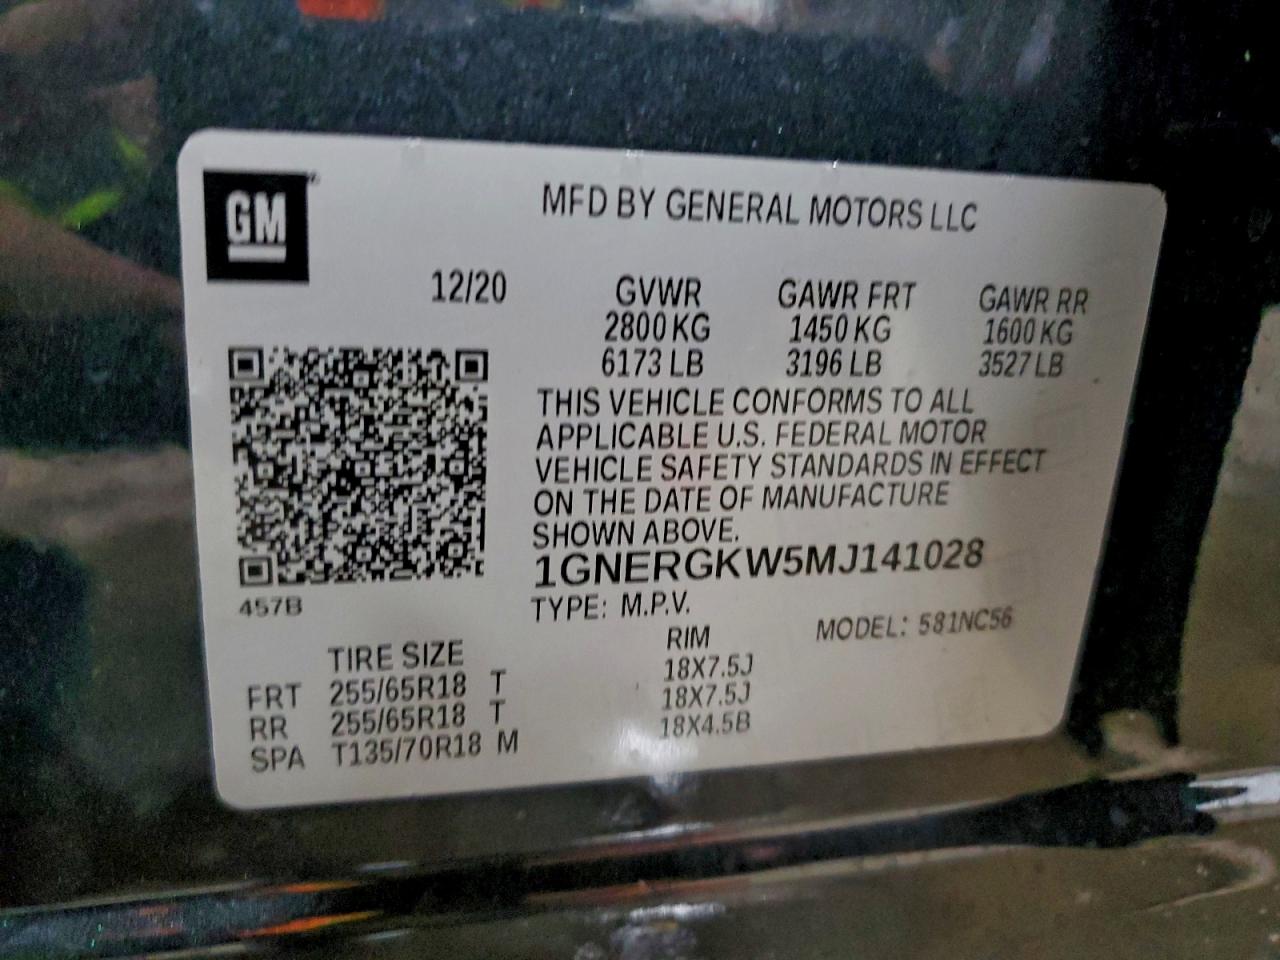 GM
MFD BY GENERAL MOTORS LLC
12/20
GVWR GAWR FRT GAWR RR
2800 KG 1450 KG 1600 KG
6173 LB 3196 LB 3527 LB
THIS VEHICLE CONFORMS TO ALL
APPLICABLE U.S. FEDERAL MOTOR
VEHICLE SAFETY STANDARDS IN EFFECT
ON THE DATE OF MANUFACTURE
SHOWN ABOVE.
1GNERGKW5MJ141028
457B
TYPE: M.P.V.
MODEL: 581NC56
TIRE SIZE RIM
FRT 255/65R18 T 18X7.5J
RR 255/65R18 T 18X7.5J
SPA T135/70R18 M 18X4.5B